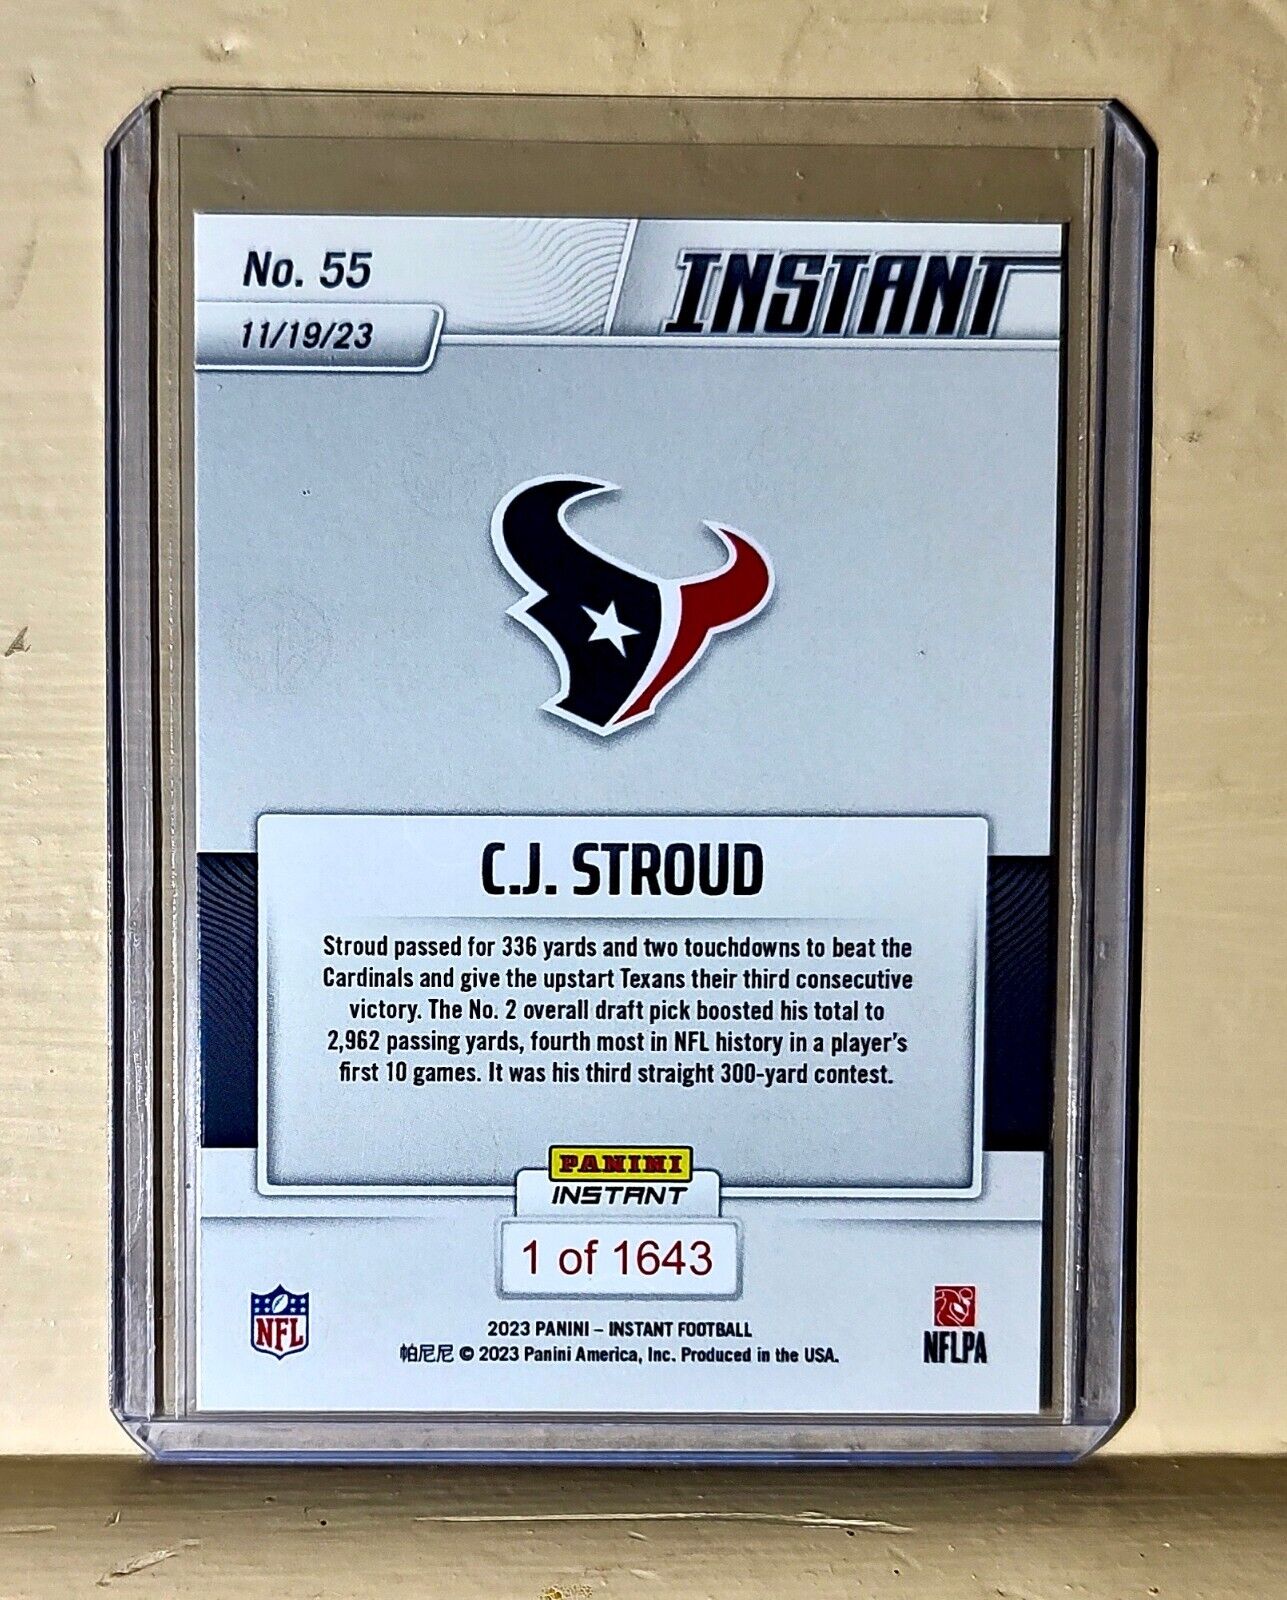 No. 55
INSTANT
11/19/23
C.J. STROUD
Stroud passed for 336 yards and two touchdowns to beat the
Cardinals and give the upstart Texans their third consecutive
victory. The No. 2 overall draft pick boosted his total to
2,962 passing yards, fourth most in NFL history in a player's
first 10 games. It was his third straight 300-yard contest.
PANINI
INSTANT
1 of 1643
NFL
2023 PANINI – INSTANT FOOTBALL
帕尼尼 © 2023 Panini America, Inc. Produced in the USA.
NFLPA